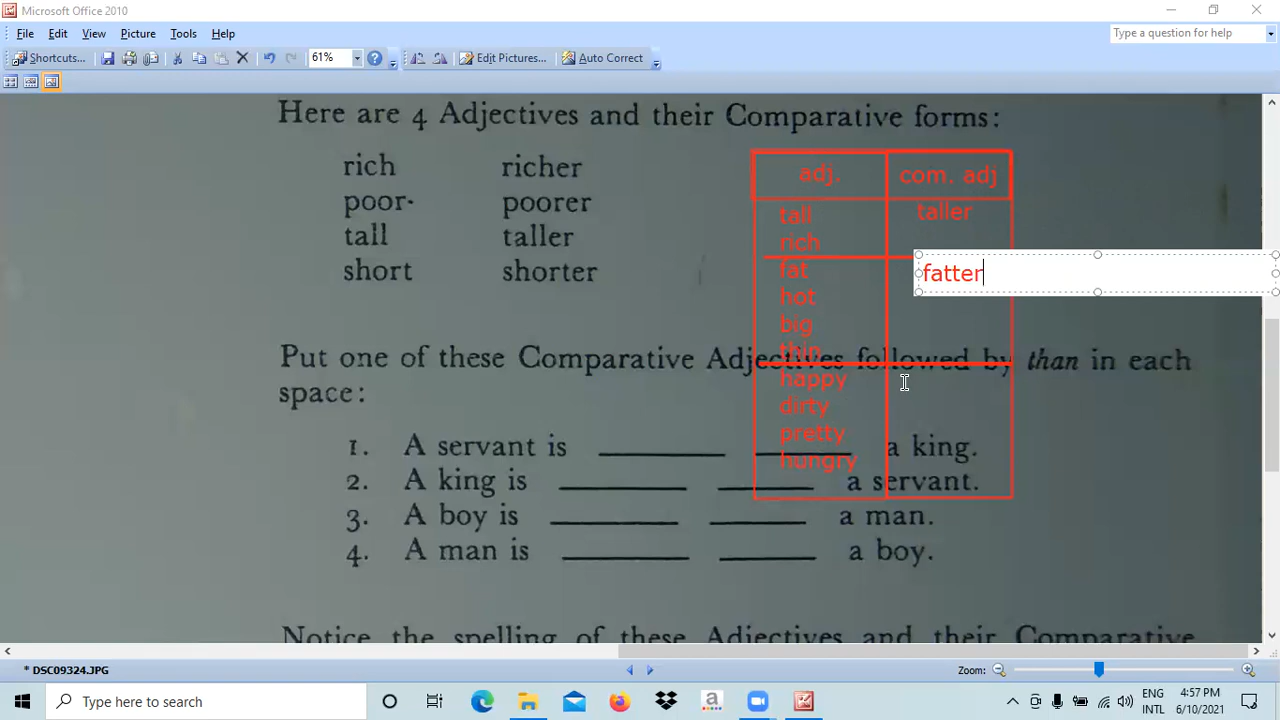 Microsoft Office 2010
File Edit View Picture Tools Help
Type a question for help
Shortcuts... 61% Edit Pictures... Auto Correct
Here are 4 Adjectives and their Comparative forms:
rich richer
poor poorer
tall taller
short shorter
adj. com. adj
tall taller
rich
fat fatter
hot
big
thin
happy
dirty
pretty
hungry
Put one of these Comparative Adjectives followed by than in each
space:
1. A servant is a king.
2. A king is a servant.
3. A boy is a man.
4. A man is a boy.
Notice the spelling of these Adjectives and their Comparative
* DSC09324.JPG Zoom:
Type here to search
ENG 4:57 PM
INTL 6/10/2021